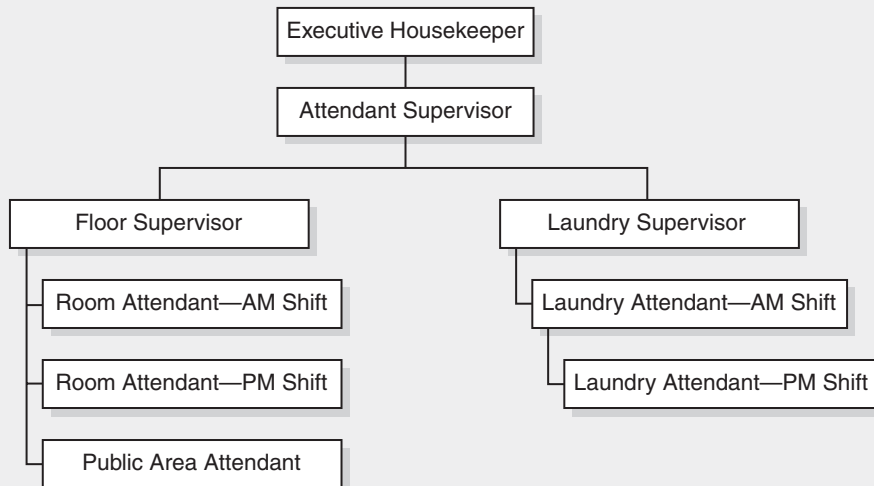 Executive Housekeeper
Attendant Supervisor
Floor Supervisor
Laundry Supervisor
Room Attendant—AM Shift
Laundry Attendant—AM Shift
Room Attendant—PM Shift
Laundry Attendant—PM Shift
Public Area Attendant